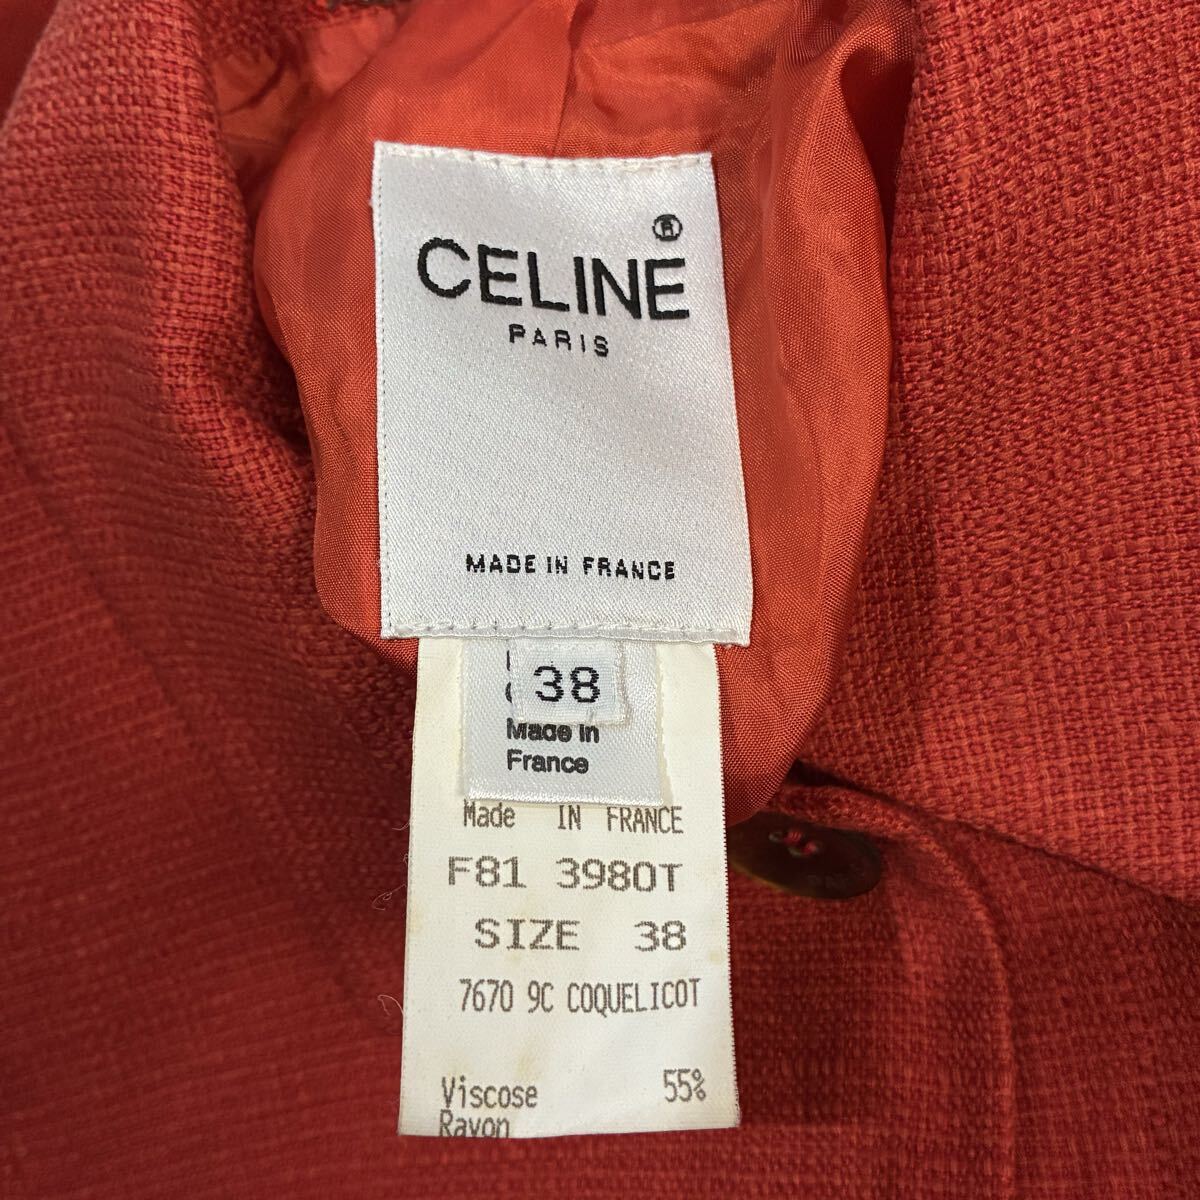 ®
CELINE
PARIS
MADE IN FRANCE
38
Made in
France
Made IN FRANCE
F81 3980T
SIZE 38
7670 9C COQUELICOT
Viscose 55%
Rayon